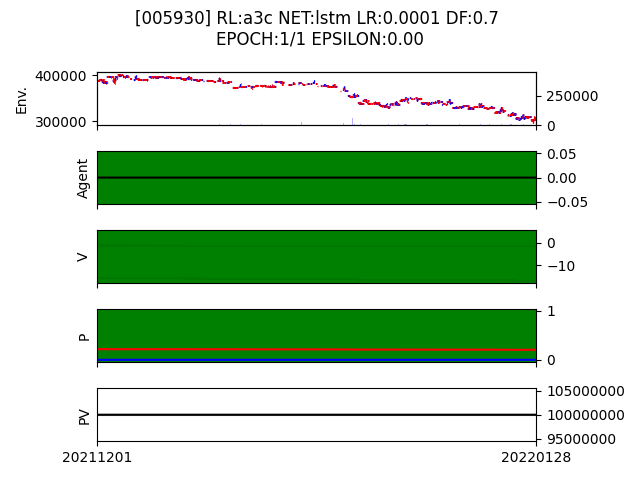 [005930] RL:a3c NET:lstm LR:0.0001 DF:0.7
EPOCH:1/1 EPSILON:0.00
400000
300000
Env.
250000
0
Agent
0.05
0.00
−0.05
V
0
−10
P
1
0
PV
105000000
100000000
95000000
20211201
20220128